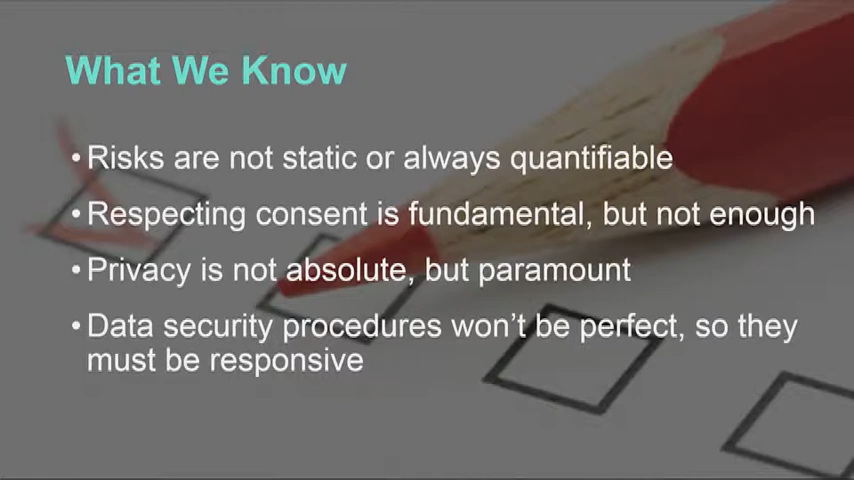 What We Know
• Risks are not static or always quantifiable
• Respecting consent is fundamental, but not enough
• Privacy is not absolute, but paramount
• Data security procedures won’t be perfect, so they
must be responsive